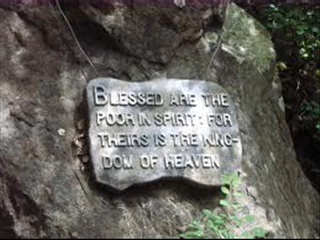 BLESSED ARE THE
POOR IN SPIRIT: FOR
THEIRS IS THE KING-
DOM OF HEAVEN